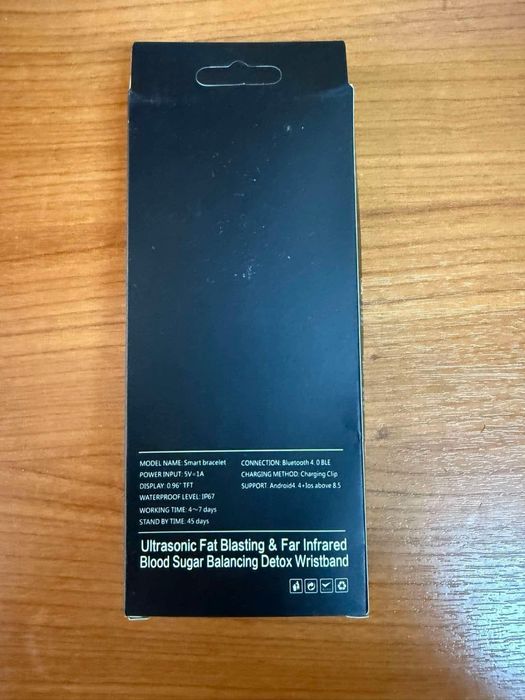 MODEL NAME: Smart bracelet
POWER INPUT: 5V=1A
DISPLAY: 0.96" TFT
WATERPROOF LEVEL: IP67
WORKING TIME: 4~7 days
STAND BY TIME: 45 days
CONNECTION: Bluetooth 4.0 BLE
CHARGING METHOD: Charging Clip
SUPPORT: Android4.4+Ios above 8.5
Ultrasonic Fat Blasting & Far Infrared
Blood Sugar Balancing Detox Wristband